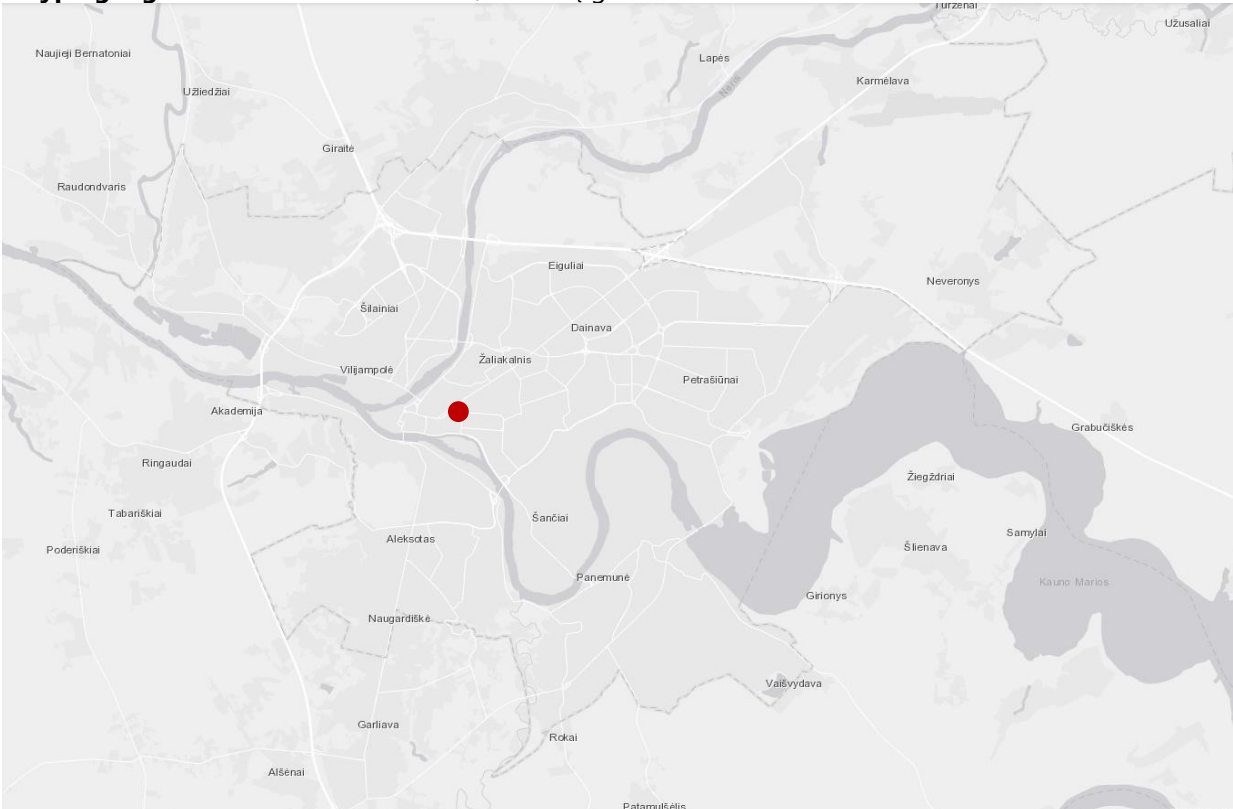 Turžėnai
Užusaliai
Naujieji Bernatoniai
Lapės
Karmėlava
Užliedžiai
Neris
Giraitė
Raudondvaris
Eiguliai
Neveronys
Šilainiai
Dainava
Žaliakalnis
Vilijampolė
Petrašiūnai
Akademija
Grabučiškės
Ringaudai
Žiegždriai
Tabariškiai
Šančiai
Samylai
Aleksotas
Šlienava
Poderiškiai
Panemunė
Kauno Marios
Girionys
Naugardiškė
Vaišvydava
Garliava
Rokai
Alšėnai
Patamulšėlis